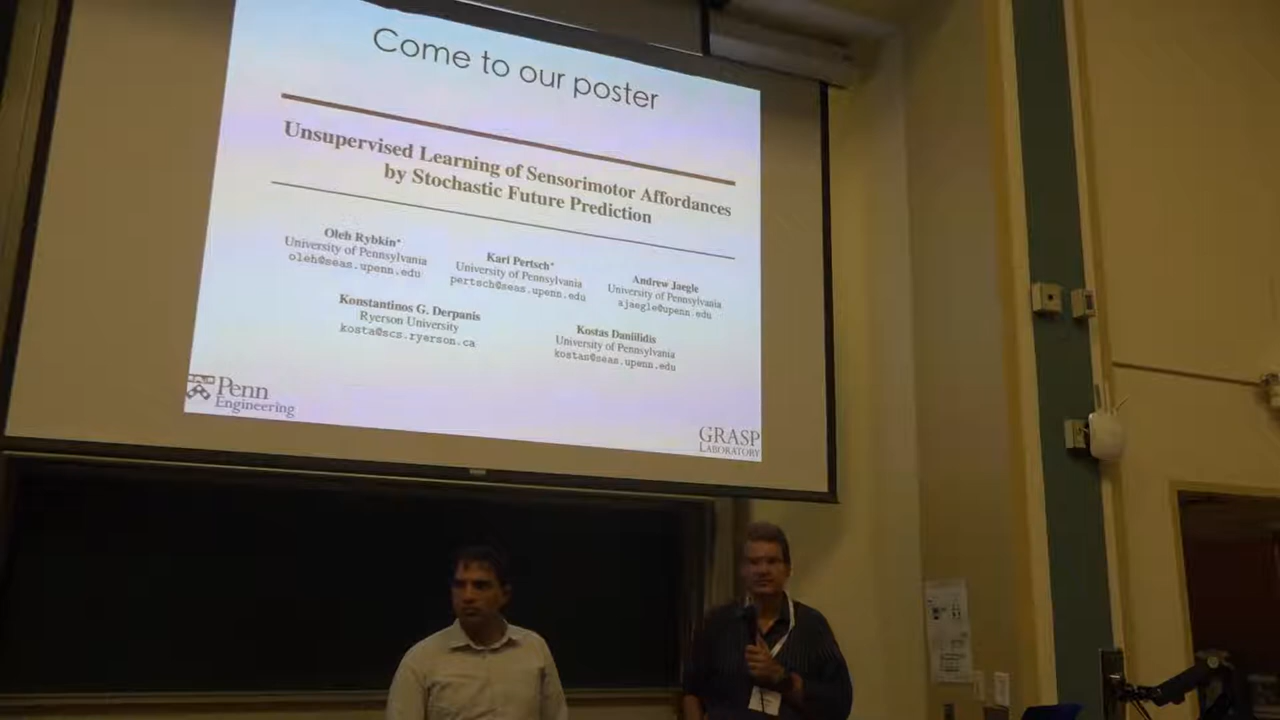 Come to our poster
Unsupervised Learning of Sensorimotor Affordances
by Stochastic Future Prediction
Oleh Rybkin*
University of Pennsylvania
oleh@seas.upenn.edu
Karl Pertsch*
University of Pennsylvania
pertsch@seas.upenn.edu
Andrew Jaegle
University of Pennsylvania
ajaegle@upenn.edu
Konstantinos G. Derpanis
Ryerson University
kosta@scs.ryerson.ca
Kostas Daniilidis
University of Pennsylvania
kostas@seas.upenn.edu
Penn
Engineering
GRASP
LABORATORY